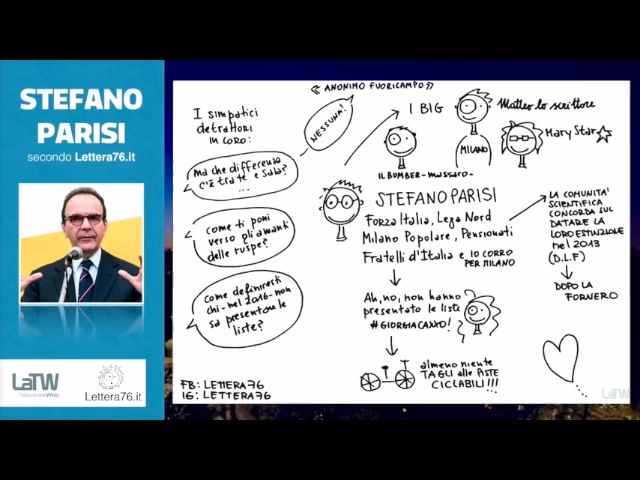 STEFANO
PARISI
secondo Lettera76.it
LaTW
TelevisioneWeb
Lettera76.it
I simpatici
detrattori
in coro:
ma che differenza
c'è tra te e Sala?
...
come ti poni
verso gli amanti
delle ruspe?
come definiresti
chi-nel 2016-non
sa presentare le
liste?
FB: LETTERA76
IG: LETTERA76
« ANONIMO FUORICAMPO »
NESSUNA!
I BIG
Matteo lo scrittore
MILANO
Mary Star
IL BOMBER-massaro-
STEFANO PARISI
Forza Italia, Lega Nord
Milano Popolare, Pensionati
Fratelli d'Italia e IO CORRO
PER MILANO
LA COMUNITA'
SCIENTIFICA
CONCORDA SUL
DATARE LA
LORO ESTINZIONE
nel 2013
(D.L.F)
DOPO LA
FORNERO
Ah, no, non hanno
presentato le liste
#GIORGIACANXO!
almeno niente
TAGLI alle PISTE
CICLABILI!!!
LaTW